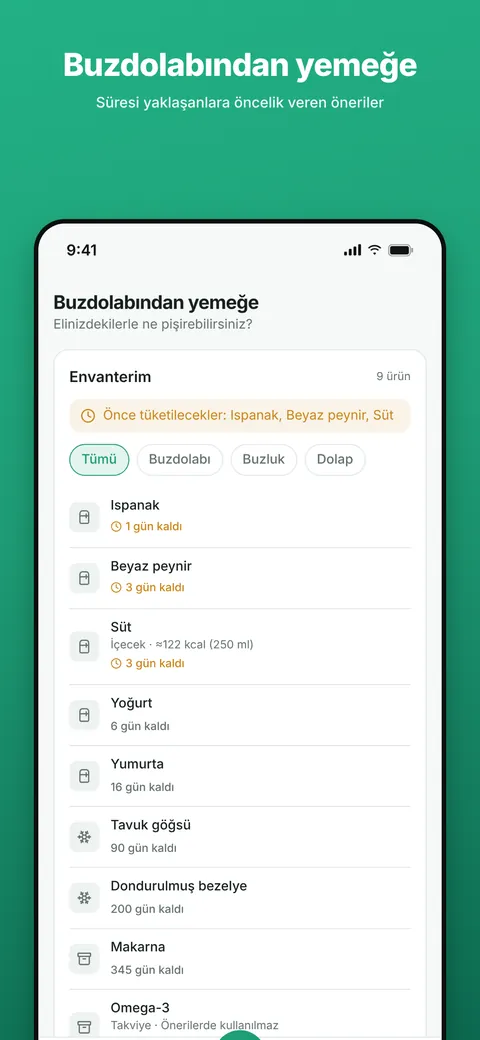 Buzdolabından yemeğe
Süresi yaklaşanlara öncelik veren öneriler
9:41
Buzdolabından yemeğe
Elinizdekilerle ne pişirebilirsiniz?
Envanterim
9 ürün
Önce tüketilecekler: Ispanak, Beyaz peynir, Süt
Tümü
Buzdolabı
Buzluk
Dolap
Ispanak
1 gün kaldı
Beyaz peynir
3 gün kaldı
Süt
İçecek · ≈122 kcal (250 ml)
3 gün kaldı
Yoğurt
6 gün kaldı
Yumurta
16 gün kaldı
Tavuk göğsü
90 gün kaldı
Dondurulmuş bezelye
200 gün kaldı
Makarna
345 gün kaldı
Omega-3
Takviye · Önerilerde kullanılmaz